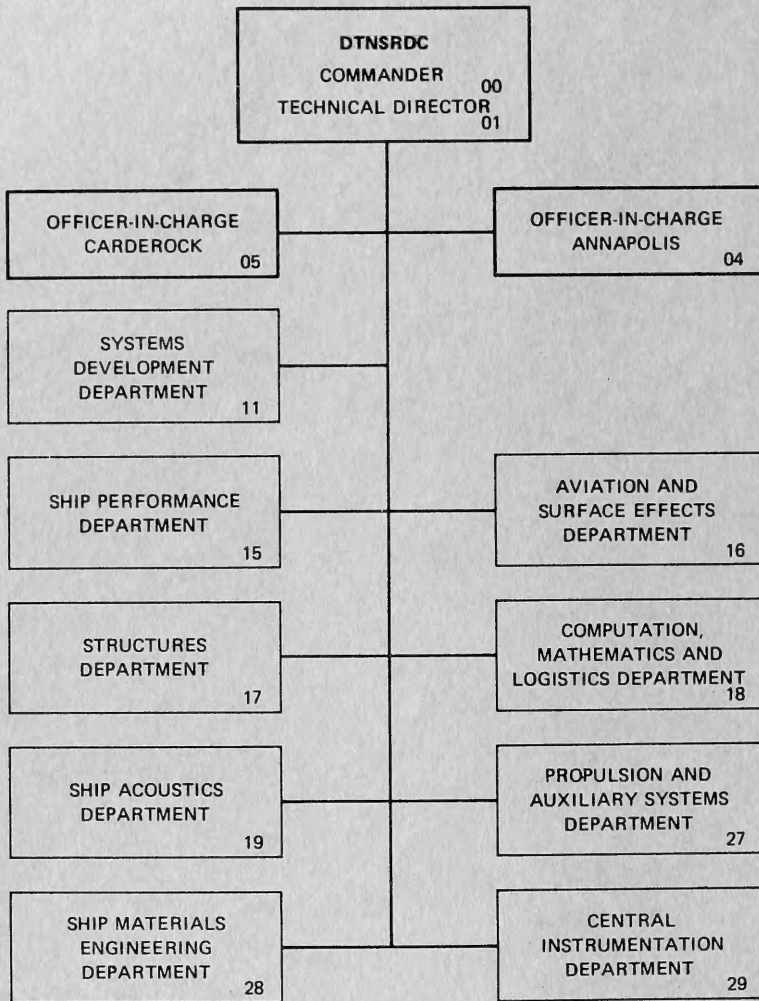 DTNSRDC
COMMANDER 00
TECHNICAL DIRECTOR 01
OFFICER-IN-CHARGE
CARDEROCK
05
OFFICER-IN-CHARGE
ANNAPOLIS
04
SYSTEMS
DEVELOPMENT
DEPARTMENT
11
SHIP PERFORMANCE
DEPARTMENT
15
AVIATION AND
SURFACE EFFECTS
DEPARTMENT
16
STRUCTURES
DEPARTMENT
17
COMPUTATION,
MATHEMATICS AND
LOGISTICS DEPARTMENT
18
SHIP ACOUSTICS
DEPARTMENT
19
PROPULSION AND
AUXILIARY SYSTEMS
DEPARTMENT
27
SHIP MATERIALS
ENGINEERING
DEPARTMENT
28
CENTRAL
INSTRUMENTATION
DEPARTMENT
29